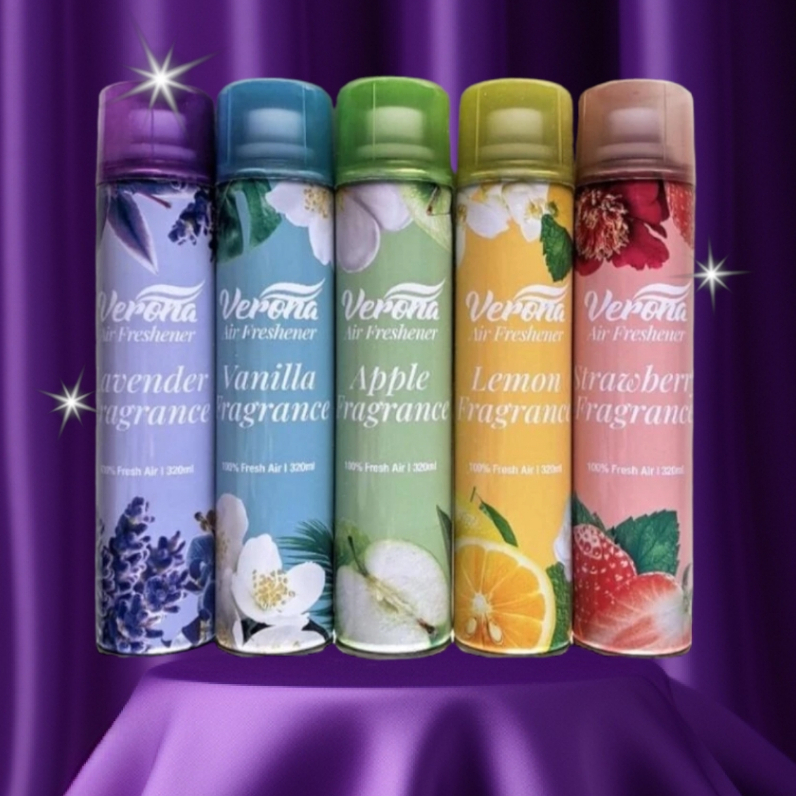 Verona
Air Freshener
avender
ragrance
100% Fresh Air | 320ml
Verona
Air Freshener
Vanilla
Fragrance
100% Fresh Air | 320ml
Verona
Air Freshener
Apple
Fragrance
100% Fresh Air | 320ml
Verona
Air Freshener
Lemon
Fragrance
100% Fresh Air | 320ml
Verona
Air Freshener
Strawberry
Fragrance
100% Fresh Air | 320ml